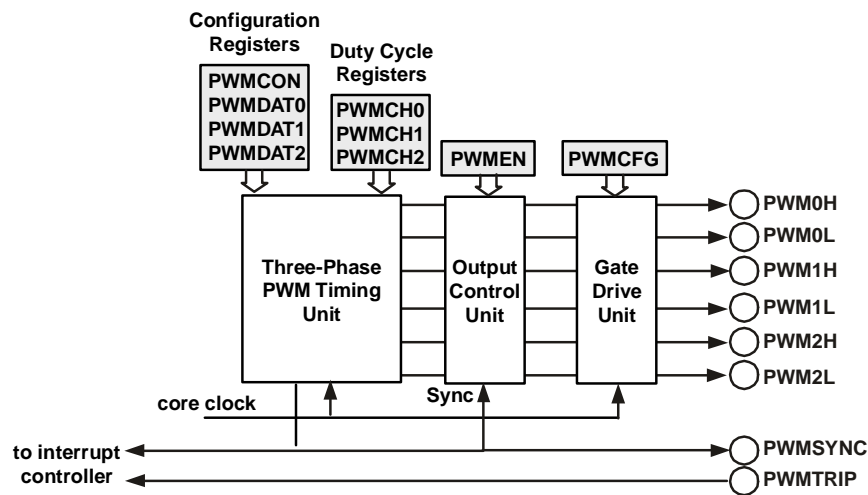 Configuration
Registers
Duty Cycle
Registers
PWMCON
PWMDAT0
PWMDAT1
PWMDAT2
PWMCH0
PWMCH1
PWMCH2
PWMEN
PWMCFG
Three-Phase
PWM Timing
Unit
Output
Control
Unit
Gate
Drive
Unit
PWM0H
PWM0L
PWM1H
PWM1L
PWM2H
PWM2L
core clock
Sync
to interrupt
controller
PWMSYNC
PWMTRIP